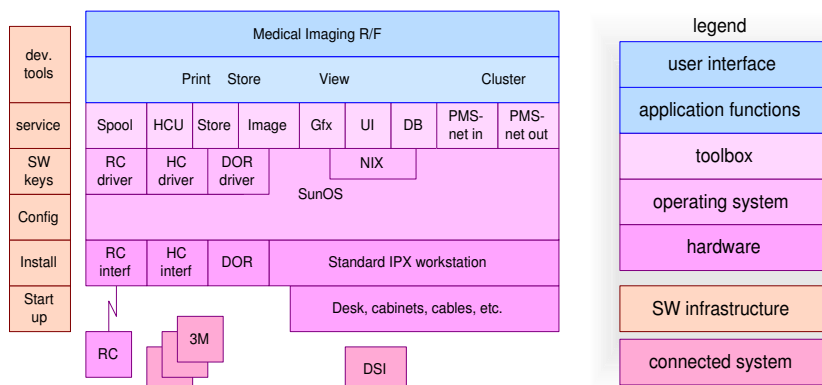 legend
Medical Imaging R/F
dev.
tools
user interface
Print Store View Cluster
application functions
service
Spool
HCU
Store
Image
Gfx
UI
DB
PMS-
net in
PMS-
net out
toolbox
SW
keys
RC
driver
HC
driver
DOR
driver
NIX
SunOS
operating system
Config
Install
RC
interf
HC
interf
DOR
Standard IPX workstation
hardware
Start
up
Desk, cabinets, cables, etc.
SW infrastructure
RC
3M
DSI
connected system